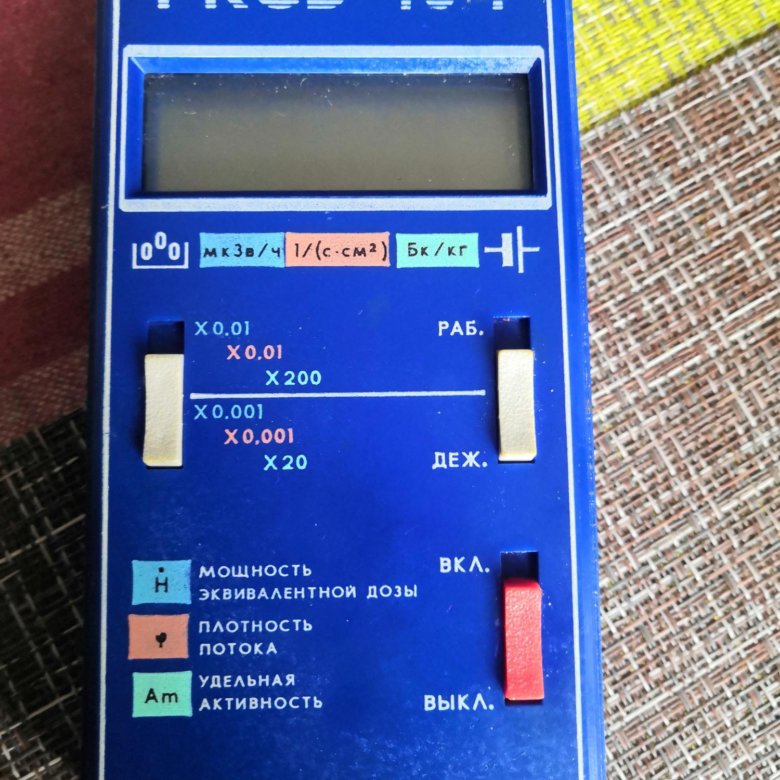 мкЗв/ч 1/(с·см²) Бк/кг
X0.01
X0.01
X200
РАБ.
X0.001
X0.001
X20
ДЕЖ.
Ḣ МОЩНОСТЬ
ЭКВИВАЛЕНТНОЙ ДОЗЫ
ВКЛ.
φ ПЛОТНОСТЬ
ПОТОКА
Am УДЕЛЬНАЯ
АКТИВНОСТЬ
ВЫКЛ.